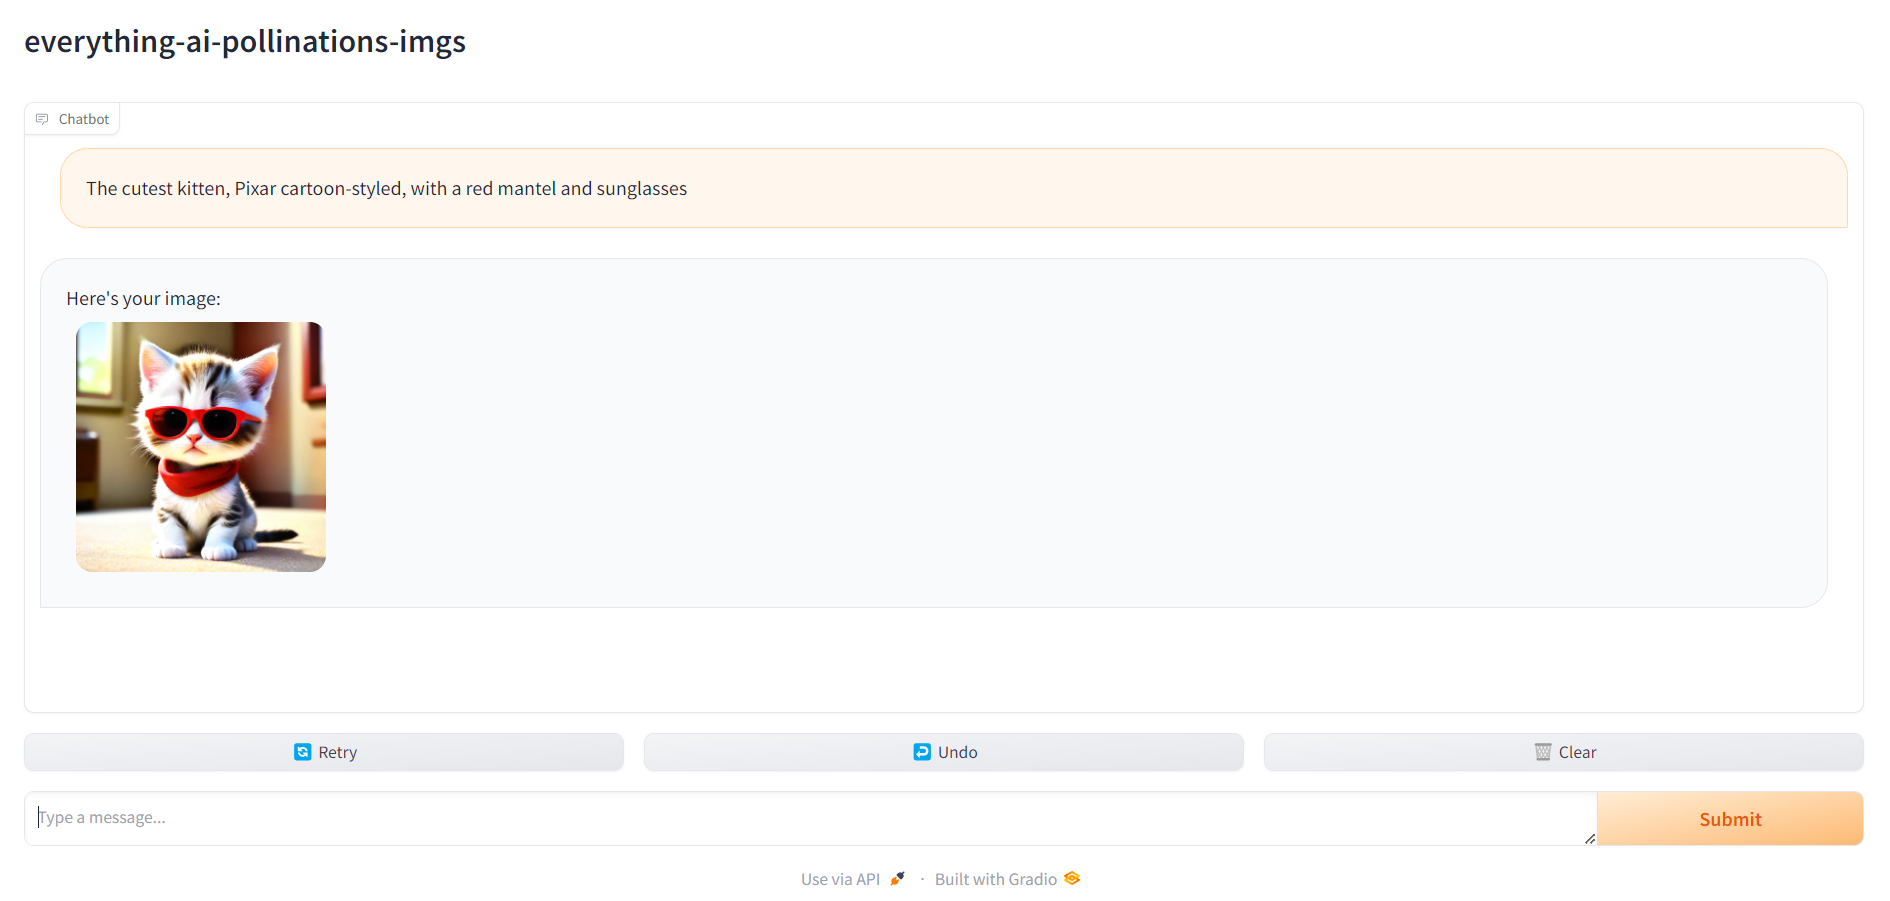 everything-ai-pollinations-imgs
Chatbot
The cutest kitten, Pixar cartoon-styled, with a red mantel and sunglasses
Here's your image:
Retry
Undo
Clear
Type a message...
Submit
Use via API · Built with Gradio